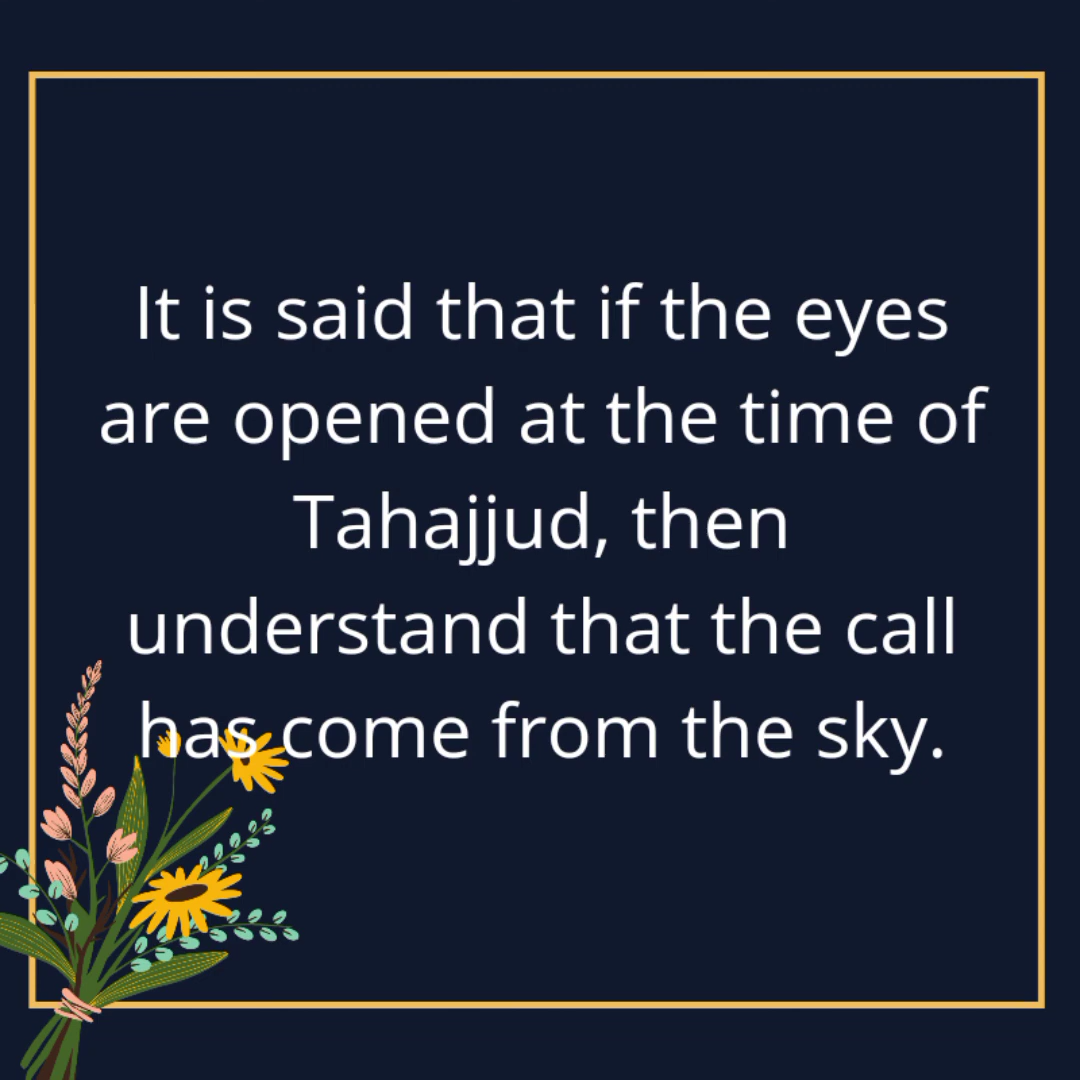 It is said that if the eyes
are opened at the time of
Tahajjud, then
understand that the call
has come from the sky.